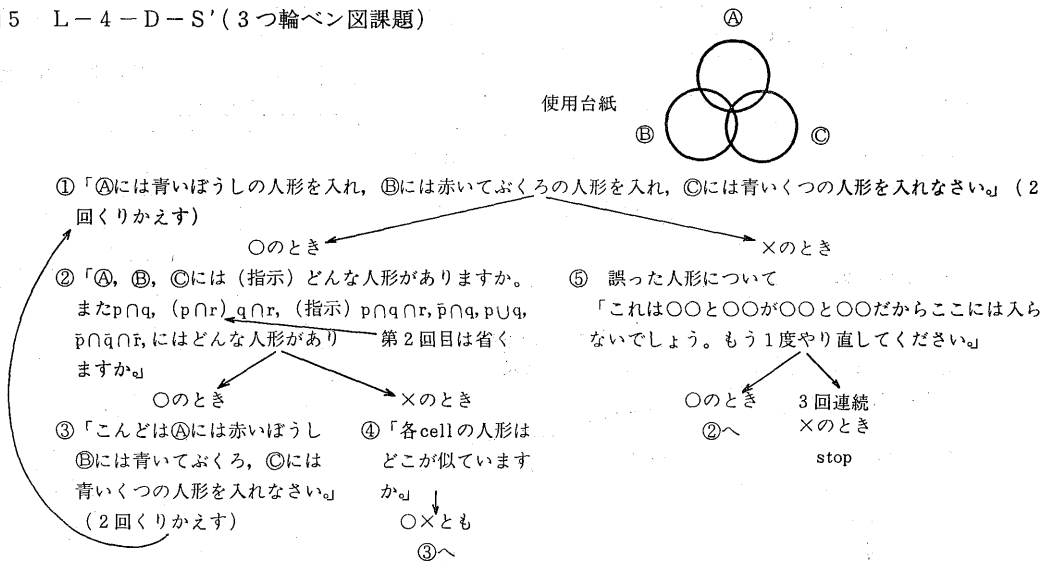 5 L－4－D－S'(3つ輪ベン図課題)
Ⓐ
使用台紙
Ⓑ
Ⓒ
①「Ⓐには青いぼうしの人形を入れ，Ⓑには赤いてぶくろの人形を入れ，Ⓒには青いくつの人形を入れなさい。」(2
回くりかえす)
○のとき
×のとき
②「Ⓐ，Ⓑ，Ⓒには(指示)どんな人形がありますか。
またp∩q，(p∩r) q∩r，(指示) p∩q∩r, p̄∩q, p∪q,
p̄∩q̄∩r̄, にはどんな人形があり
ますか。」
第2回目は省く
⑤ 誤った人形について
「これは○○と○○が○○と○○だからここには入ら
ないでしょう。もう1度やり直してください。」
○のとき
×のとき
○のとき
②へ
3回連続
×のとき
stop
③「こんどはⒶには赤いぼうし
Ⓑには青いてぶくろ，Ⓒには
青いくつの人形を入れなさい。」
(2回くりかえす)
④「各cellの人形は
どこが似ています
か。」
○×とも
③へ